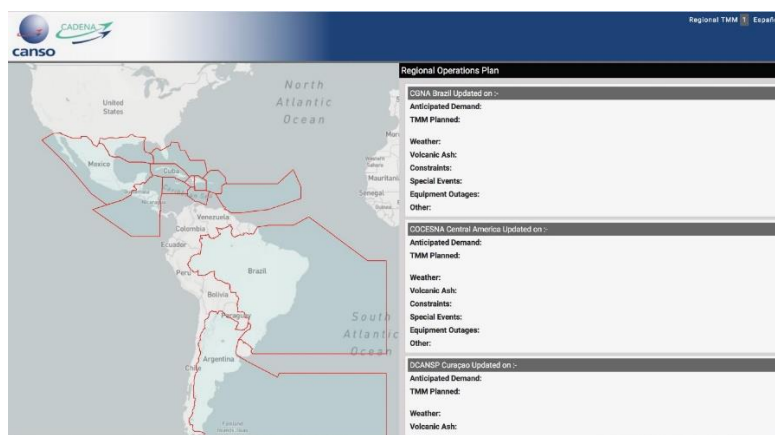 CADENA
canso
Regional TMM 1 Españ
North
Atlantic
Ocean
United
States
Mexico
Cuba
Venezuela
Colombia
Ecuador
Peru
Brazil
Bolivia
Paraguay
Argentina
Chile
Mauritani
Senegal
South
Atlantic
Ocean
Regional Operations Plan
CGNA Brazil Updated on :-
Anticipated Demand:
TMM Planned:
Weather:
Volcanic Ash:
Constraints:
Special Events:
Equipment Outages:
Other:
COCESNA Central America Updated on :-
Anticipated Demand:
TMM Planned:
Weather:
Volcanic Ash:
Constraints:
Special Events:
Equipment Outages:
Other:
DCANSP Curaçao Updated on :-
Anticipated Demand:
TMM Planned:
Weather:
Volcanic Ash: